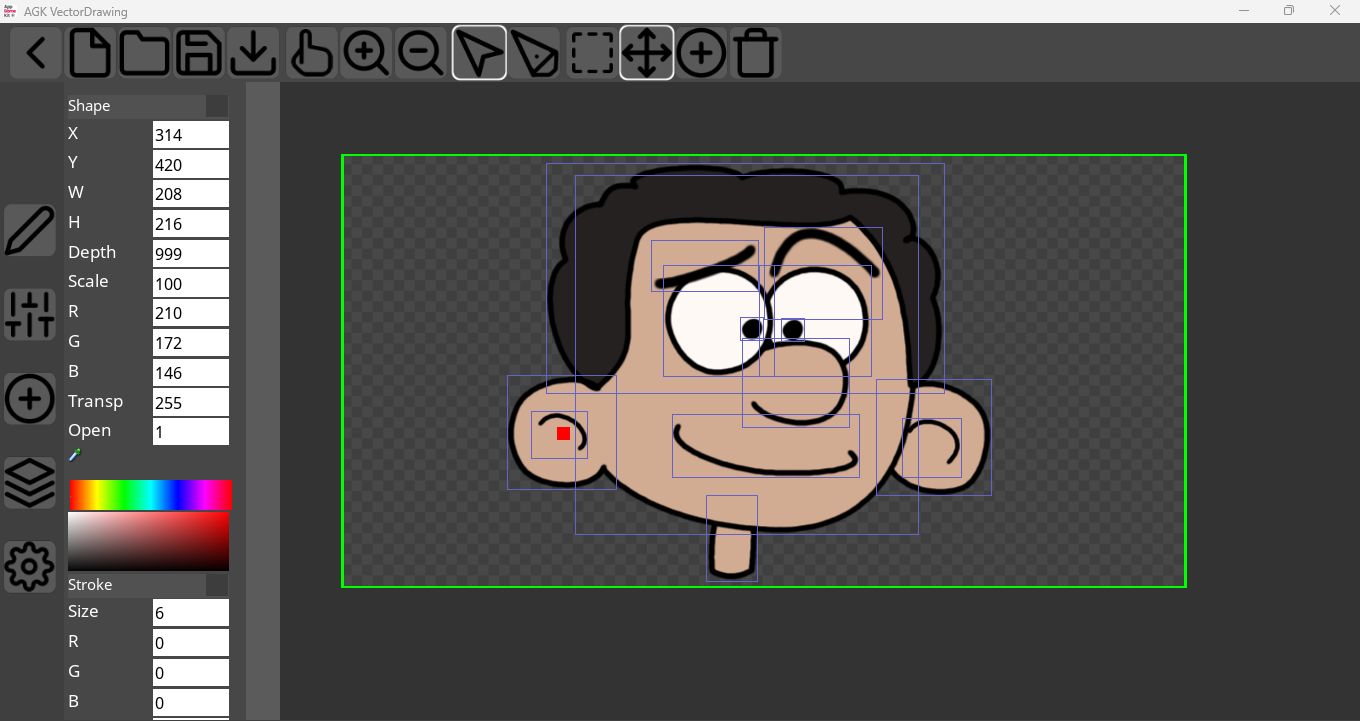 AGK VectorDrawing
Shape
X 314
Y 420
W 208
H 216
Depth 999
Scale 100
R 210
G 172
B 146
Transp 255
Open 1
Stroke
Size 6
R 0
G 0
B 0